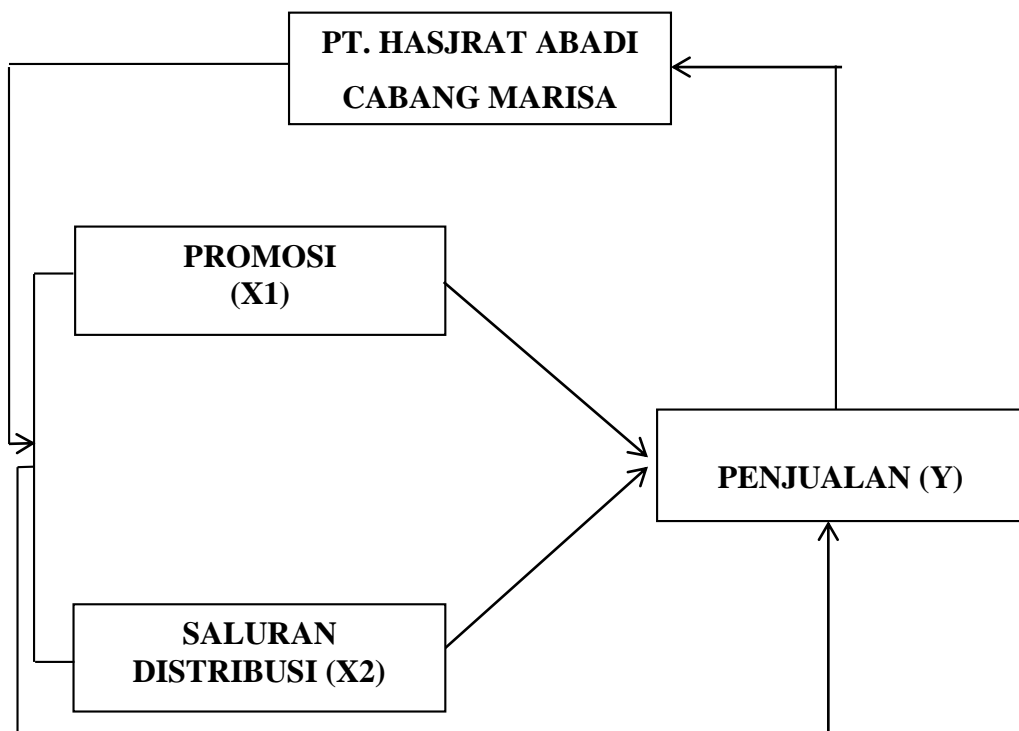 PT. HASJRAT ABADI
CABANG MARISA
PROMOSI
(X1)
PENJUALAN (Y)
SALURAN
DISTRIBUSI (X2)